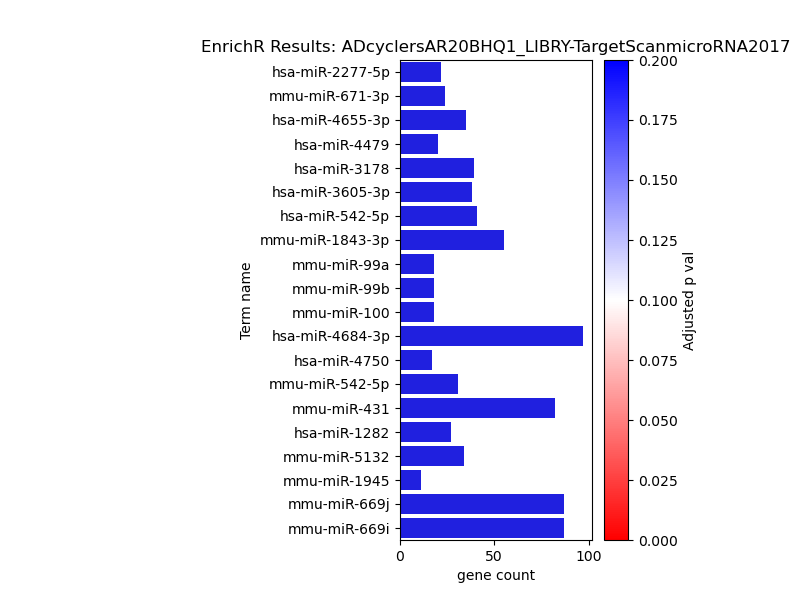 EnrichR Results: ADcyclersAR20BHQ1_LIBRY-TargetScanmicroRNA2017
hsa-miR-2277-5p
mmu-miR-671-3p
hsa-miR-4655-3p
hsa-miR-4479
hsa-miR-3178
hsa-miR-3605-3p
hsa-miR-542-5p
mmu-miR-1843-3p
mmu-miR-99a
mmu-miR-99b
mmu-miR-100
hsa-miR-4684-3p
hsa-miR-4750
mmu-miR-542-5p
mmu-miR-431
hsa-miR-1282
mmu-miR-5132
mmu-miR-1945
mmu-miR-669j
mmu-miR-669i
Term name
0 50 100
gene count
0.200
0.175
0.150
0.125
0.100
0.075
0.050
0.025
0.000
Adjusted p val